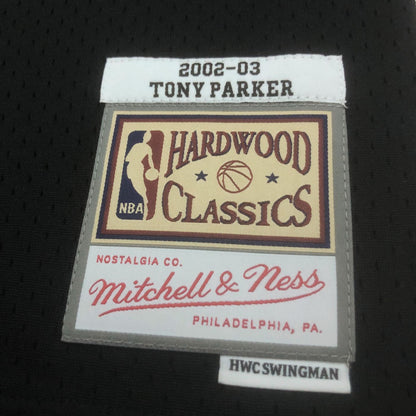 2002-03
TONY PARKER
HARDWOOD
NBA
CLASSICS
NOSTALGIA CO.
Mitchell & Ness
PHILADELPHIA, PA.
HWC SWINGMAN